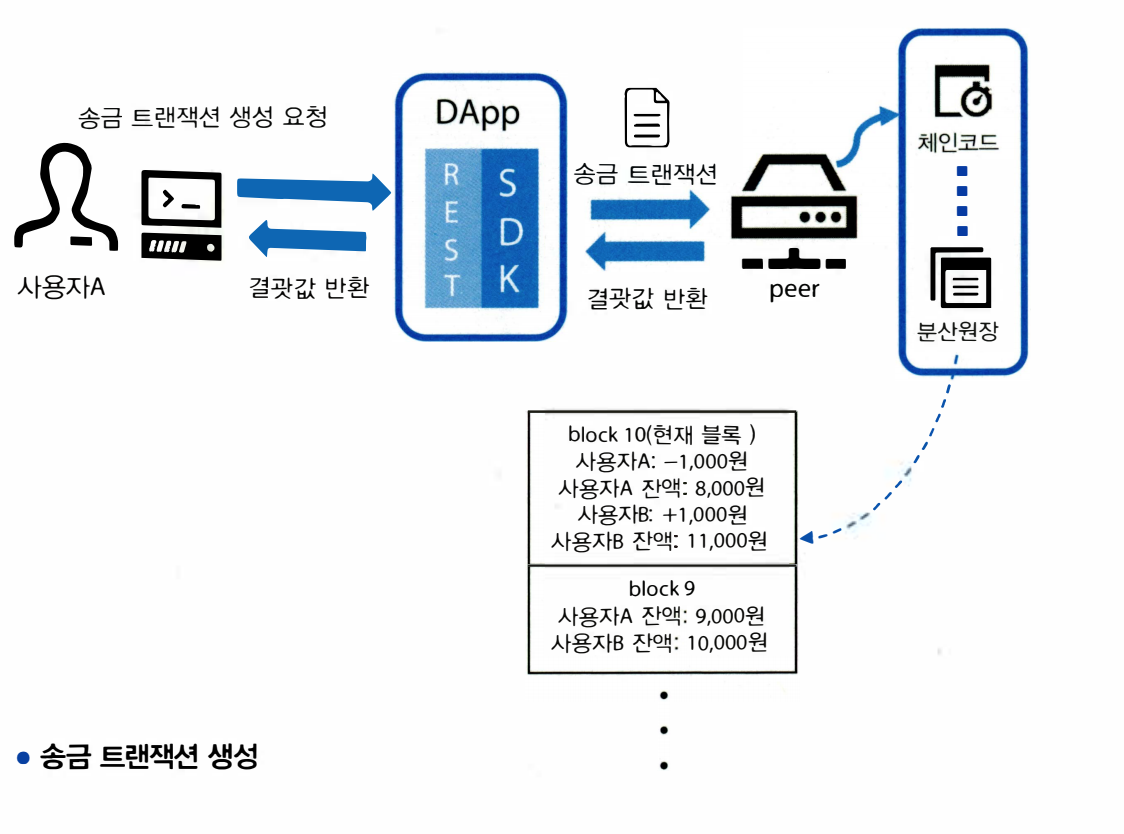 송금 트랜잭션 생성 요청
사용자A
결괏값 반환
DApp
REST
SDK
송금 트랜잭션
결괏값 반환
peer
체인코드
분산원장
block 10(현재 블록 )
사용자A: −1,000원
사용자A 잔액: 8,000원
사용자B: +1,000원
사용자B 잔액: 11,000원
block 9
사용자A 잔액: 9,000원
사용자B 잔액: 10,000원
• 송금 트랜잭션 생성